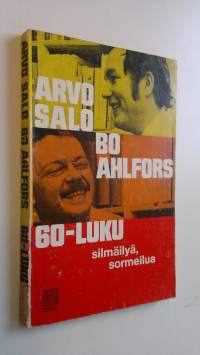 ARVO SALO BO AHLFORS 60-LUKU
ARVO
SALO
BO
AHLFORS
60-LUKU
silmäilyä,
sormeilua